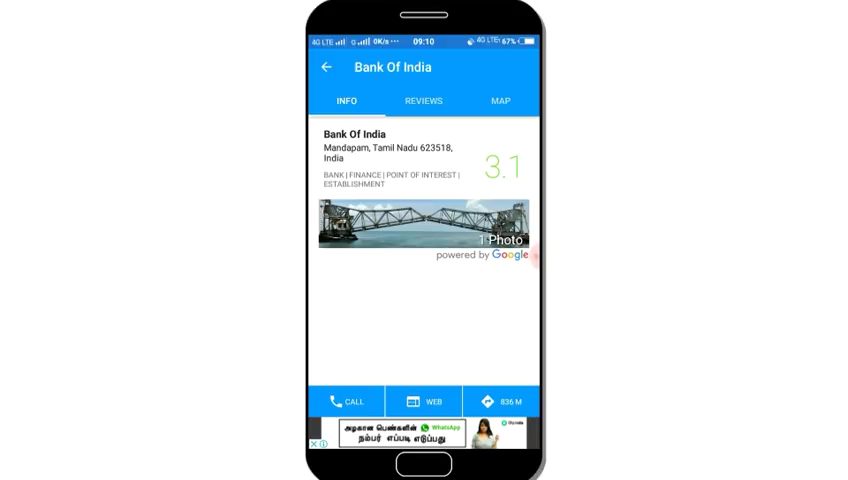 4G LTE 0K/s ... 09:10 4G LTE 67%
Bank Of India
INFO REVIEWS MAP
Bank Of India
Mandapam, Tamil Nadu 623518,
India
3.1
BANK | FINANCE | POINT OF INTEREST |
ESTABLISHMENT
1 Photo
powered by Google
CALL WEB 836 M
அழகான பெண்களின் WhatsApp
நம்பர் எப்படி எடுப்பது